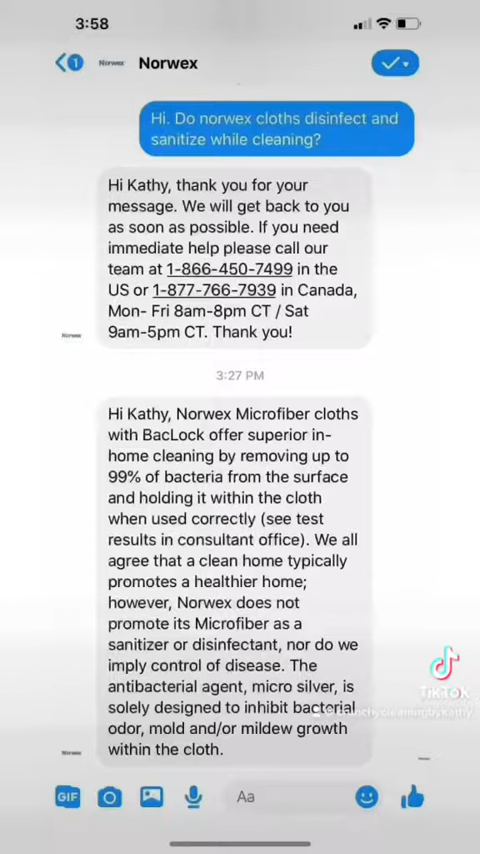 3:58
1
Norwex
Norwex
Hi. Do norwex cloths disinfect and
sanitize while cleaning?
Hi Kathy, thank you for your
message. We will get back to you
as soon as possible. If you need
immediate help please call our
team at 1-866-450-7499 in the
US or 1-877-766-7939 in Canada,
Mon- Fri 8am-8pm CT / Sat
9am-5pm CT. Thank you!
Norwex
3:27 PM
Hi Kathy, Norwex Microfiber cloths
with BacLock offer superior in-
home cleaning by removing up to
99% of bacteria from the surface
and holding it within the cloth
when used correctly (see test
results in consultant office). We all
agree that a clean home typically
promotes a healthier home;
however, Norwex does not
promote its Microfiber as a
sanitizer or disinfectant, nor do we
imply control of disease. The
antibacterial agent, micro silver, is
solely designed to inhibit bacterial
odor, mold and/or mildew growth
within the cloth.
Norwex
TikTok
GIF
Aa